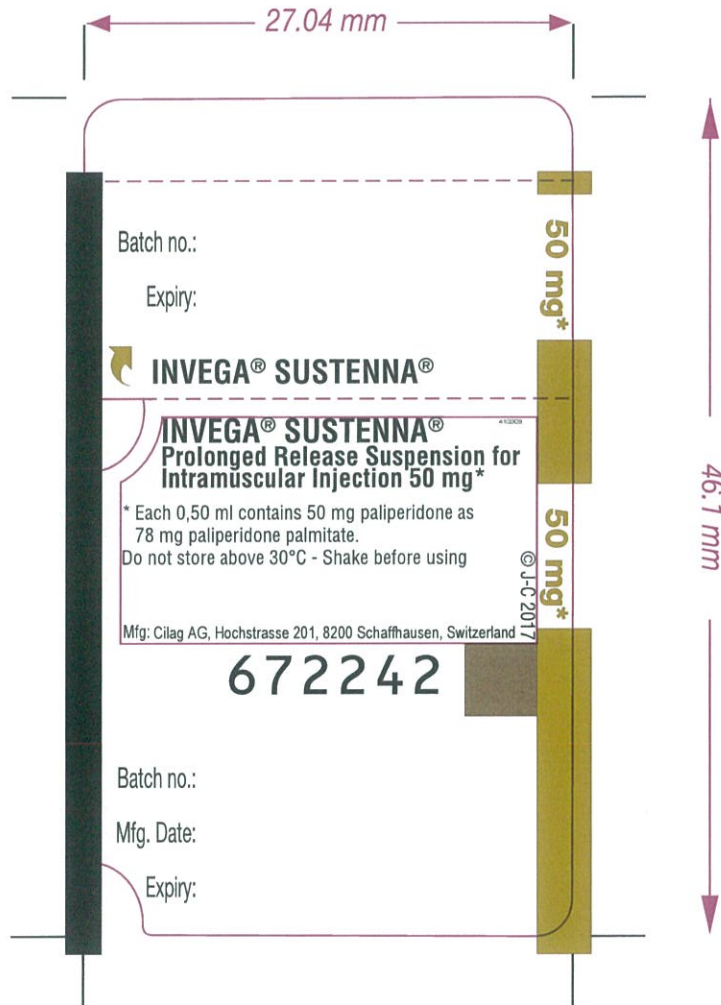 27.04 mm
Batch no.:
Expiry:
50 mg*
INVEGA® SUSTENNA®
INVEGA® SUSTENNA®
Prolonged Release Suspension for
Intramuscular Injection 50 mg*
* Each 0,50 ml contains 50 mg paliperidone as
78 mg paliperidone palmitate.
Do not store above 30°C - Shake before using
Mfg: Cilag AG, Hochstrasse 201, 8200 Schaffhausen, Switzerland
© J-C 2017
50 mg*
46.1 mm
672242
Batch no.:
Mfg. Date:
Expiry: